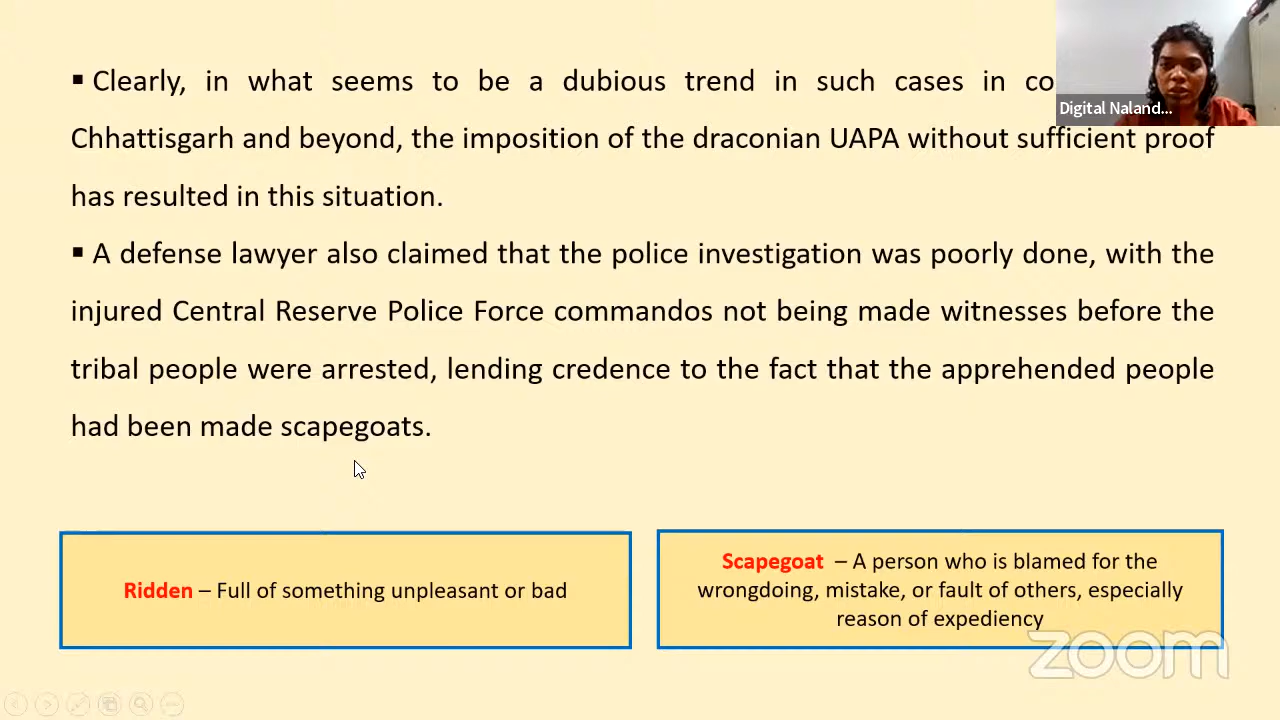 ▪ Clearly, in what seems to be a dubious trend in such cases in
Digital Naland...
Chhattisgarh and beyond, the imposition of the draconian UAPA without sufficient proof
has resulted in this situation.
▪ A defense lawyer also claimed that the police investigation was poorly done, with the
injured Central Reserve Police Force commandos not being made witnesses before the
tribal people were arrested, lending credence to the fact that the apprehended people
had been made scapegoats.
Ridden – Full of something unpleasant or bad
Scapegoat – A person who is blamed for the
wrongdoing, mistake, or fault of others, especially
reason of expediency
zoom